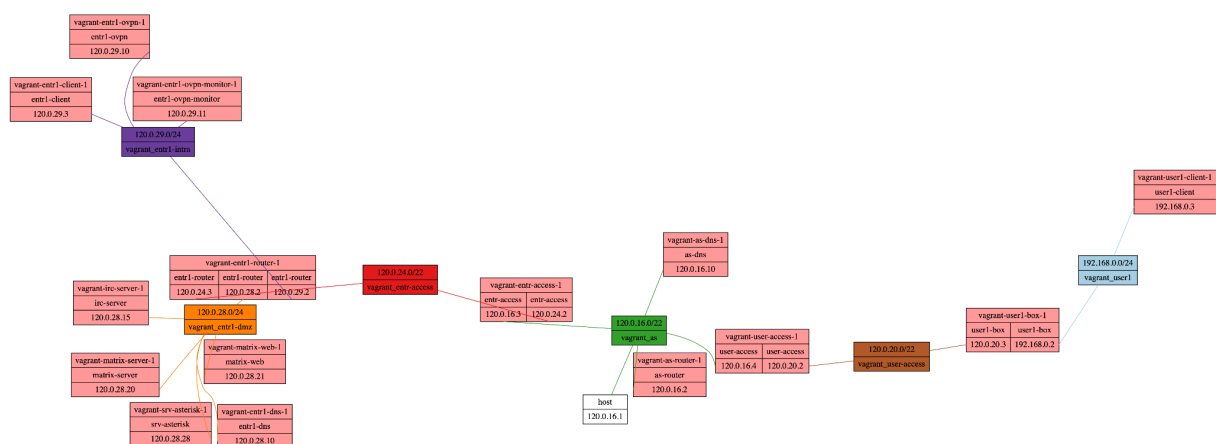 vagrant-entr1-ovpn-1
entr1-ovpn
120.0.29.10
vagrant-entr1-client-1
entr1-client
120.0.29.3
vagrant-entr1-ovpn-monitor-1
entr1-ovpn-monitor
120.0.29.11
120.0.29.0/24
vagrant_entr1-intra
vagrant-user1-client-1
user1-client
192.168.0.3
vagrant-as-dns-1
as-dns
120.0.16.10
vagrant-entr1-router-1
entr1-router entr1-router entr1-router
120.0.24.3 120.0.28.2 120.0.29.2
120.0.24.0/22
vagrant_entr-access
192.168.0.0/24
vagrant_user1
vagrant-entr-access-1
entr-access entr-access
120.0.16.3 120.0.24.2
vagrant-irc-server-1
irc-server
120.0.28.15
120.0.28.0/24
vagrant_entr1-dmz
120.0.16.0/22
vagrant_as
vagrant-user1-box-1
user1-box user1-box
120.0.20.3 192.168.0.2
vagrant-user-access-1
user-access user-access
120.0.16.4 120.0.20.2
120.0.20.0/22
vagrant_user-access
vagrant-matrix-web-1
matrix-web
120.0.28.21
vagrant-matrix-server-1
matrix-server
120.0.28.20
vagrant-as-router-1
as-router
120.0.16.2
host
120.0.16.1
vagrant-srv-asterisk-1
srv-asterisk
120.0.28.28
vagrant-entr1-dns-1
entr1-dns
120.0.28.10